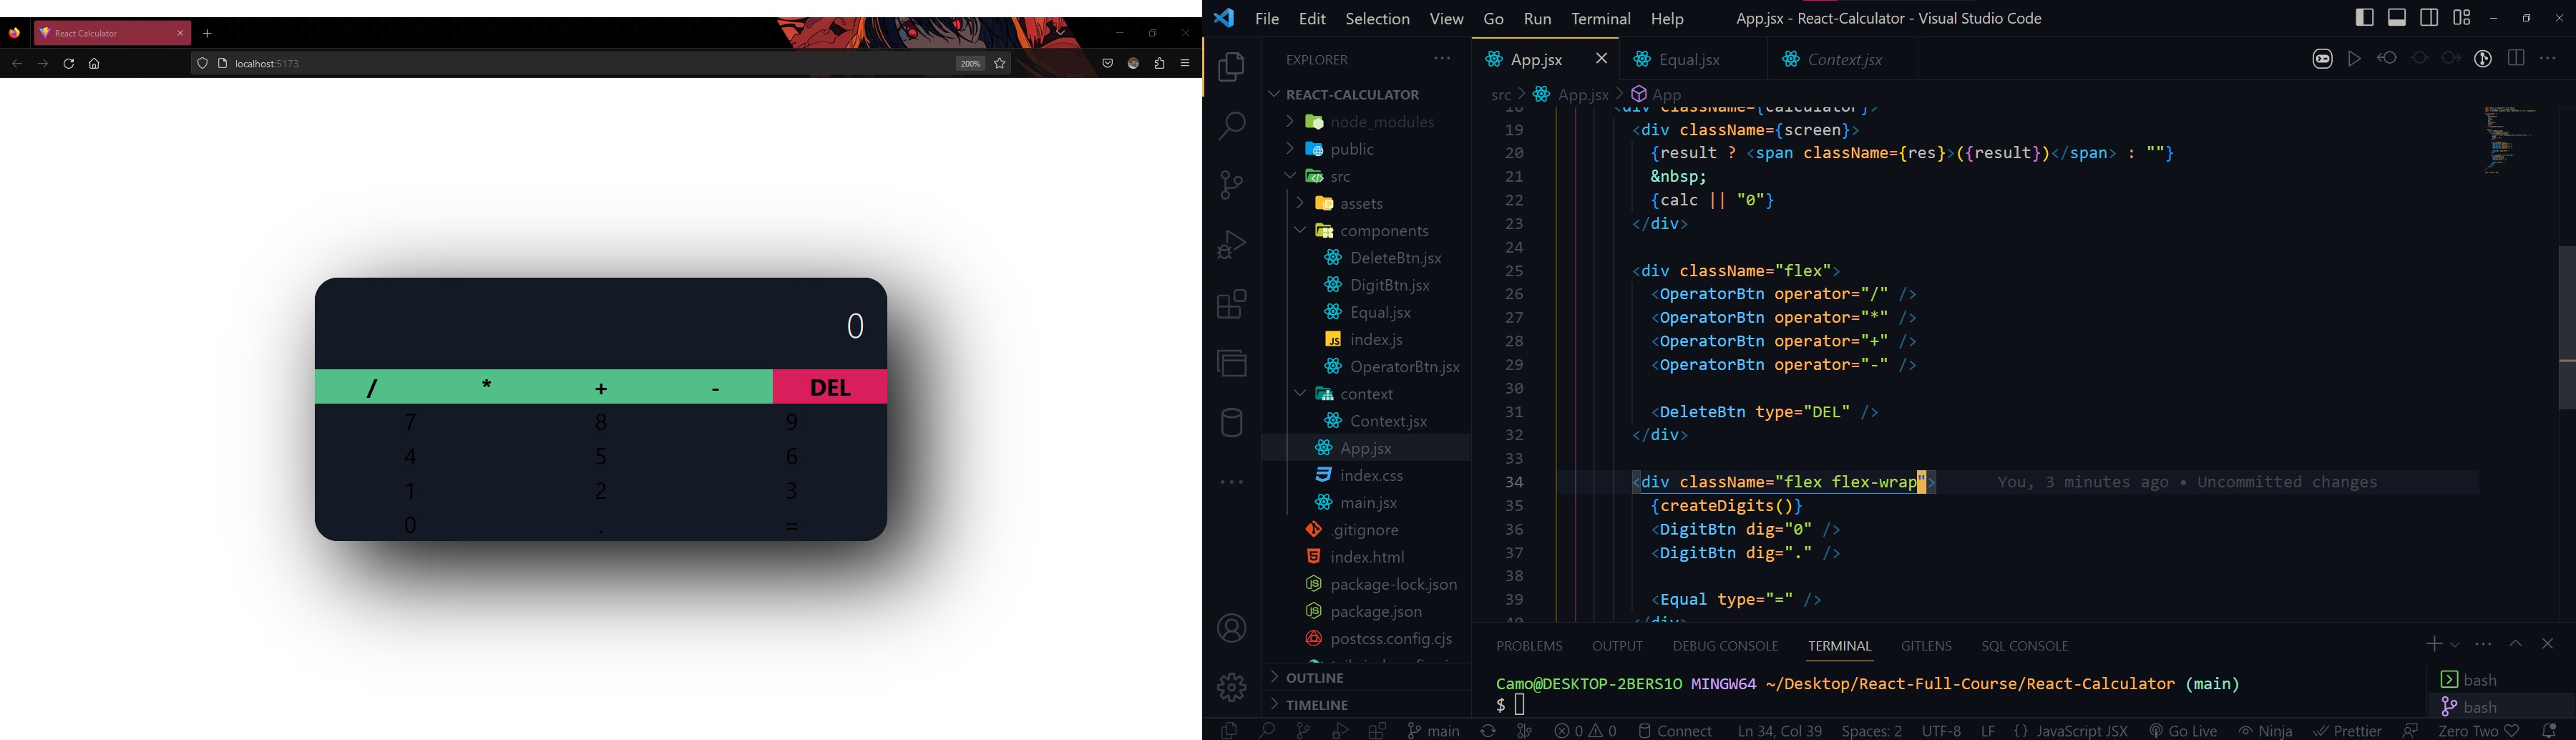 React Calculator
localhost:5173
200%
0
/ * + - DEL
7 8 9
4 5 6
1 2 3
0 . =
File Edit Selection View Go Run Terminal Help
App.jsx - React-Calculator - Visual Studio Code
EXPLORER
REACT-CALCULATOR
node_modules
public
src
assets
components
DeleteBtn.jsx
DigitBtn.jsx
Equal.jsx
index.js
OperatorBtn.jsx
context
Context.jsx
App.jsx
index.css
main.jsx
.gitignore
index.html
package-lock.json
package.json
postcss.config.cjs
OUTLINE
TIMELINE
App.jsx Equal.jsx Context.jsx
src App.jsx App
18 <div className={calculator}>
19 <div className={screen}>
20 {result ? <span className={res}>({result})</span> : ""}
21 &nbsp;
22 {calc || "0"}
23 </div>
24
25 <div className="flex">
26 <OperatorBtn operator="/" />
27 <OperatorBtn operator="*" />
28 <OperatorBtn operator="+" />
29 <OperatorBtn operator="-" />
30
31 <DeleteBtn type="DEL" />
32 </div>
33
34 <div className="flex flex-wrap"> You, 3 minutes ago • Uncommitted changes
35 {createDigits()}
36 <DigitBtn dig="0" />
37 <DigitBtn dig="." />
38
39 <Equal type="=" />
40 </div>
PROBLEMS OUTPUT DEBUG CONSOLE TERMINAL GITLENS SQL CONSOLE
Camo@DESKTOP-2BERS1O MINGW64 ~/Desktop/React-Full-Course/React-Calculator (main)
$
bash
bash
main 0 0 Connect Ln 34, Col 39 Spaces: 2 UTF-8 LF {} JavaScript JSX Go Live Ninja Prettier Zero Two